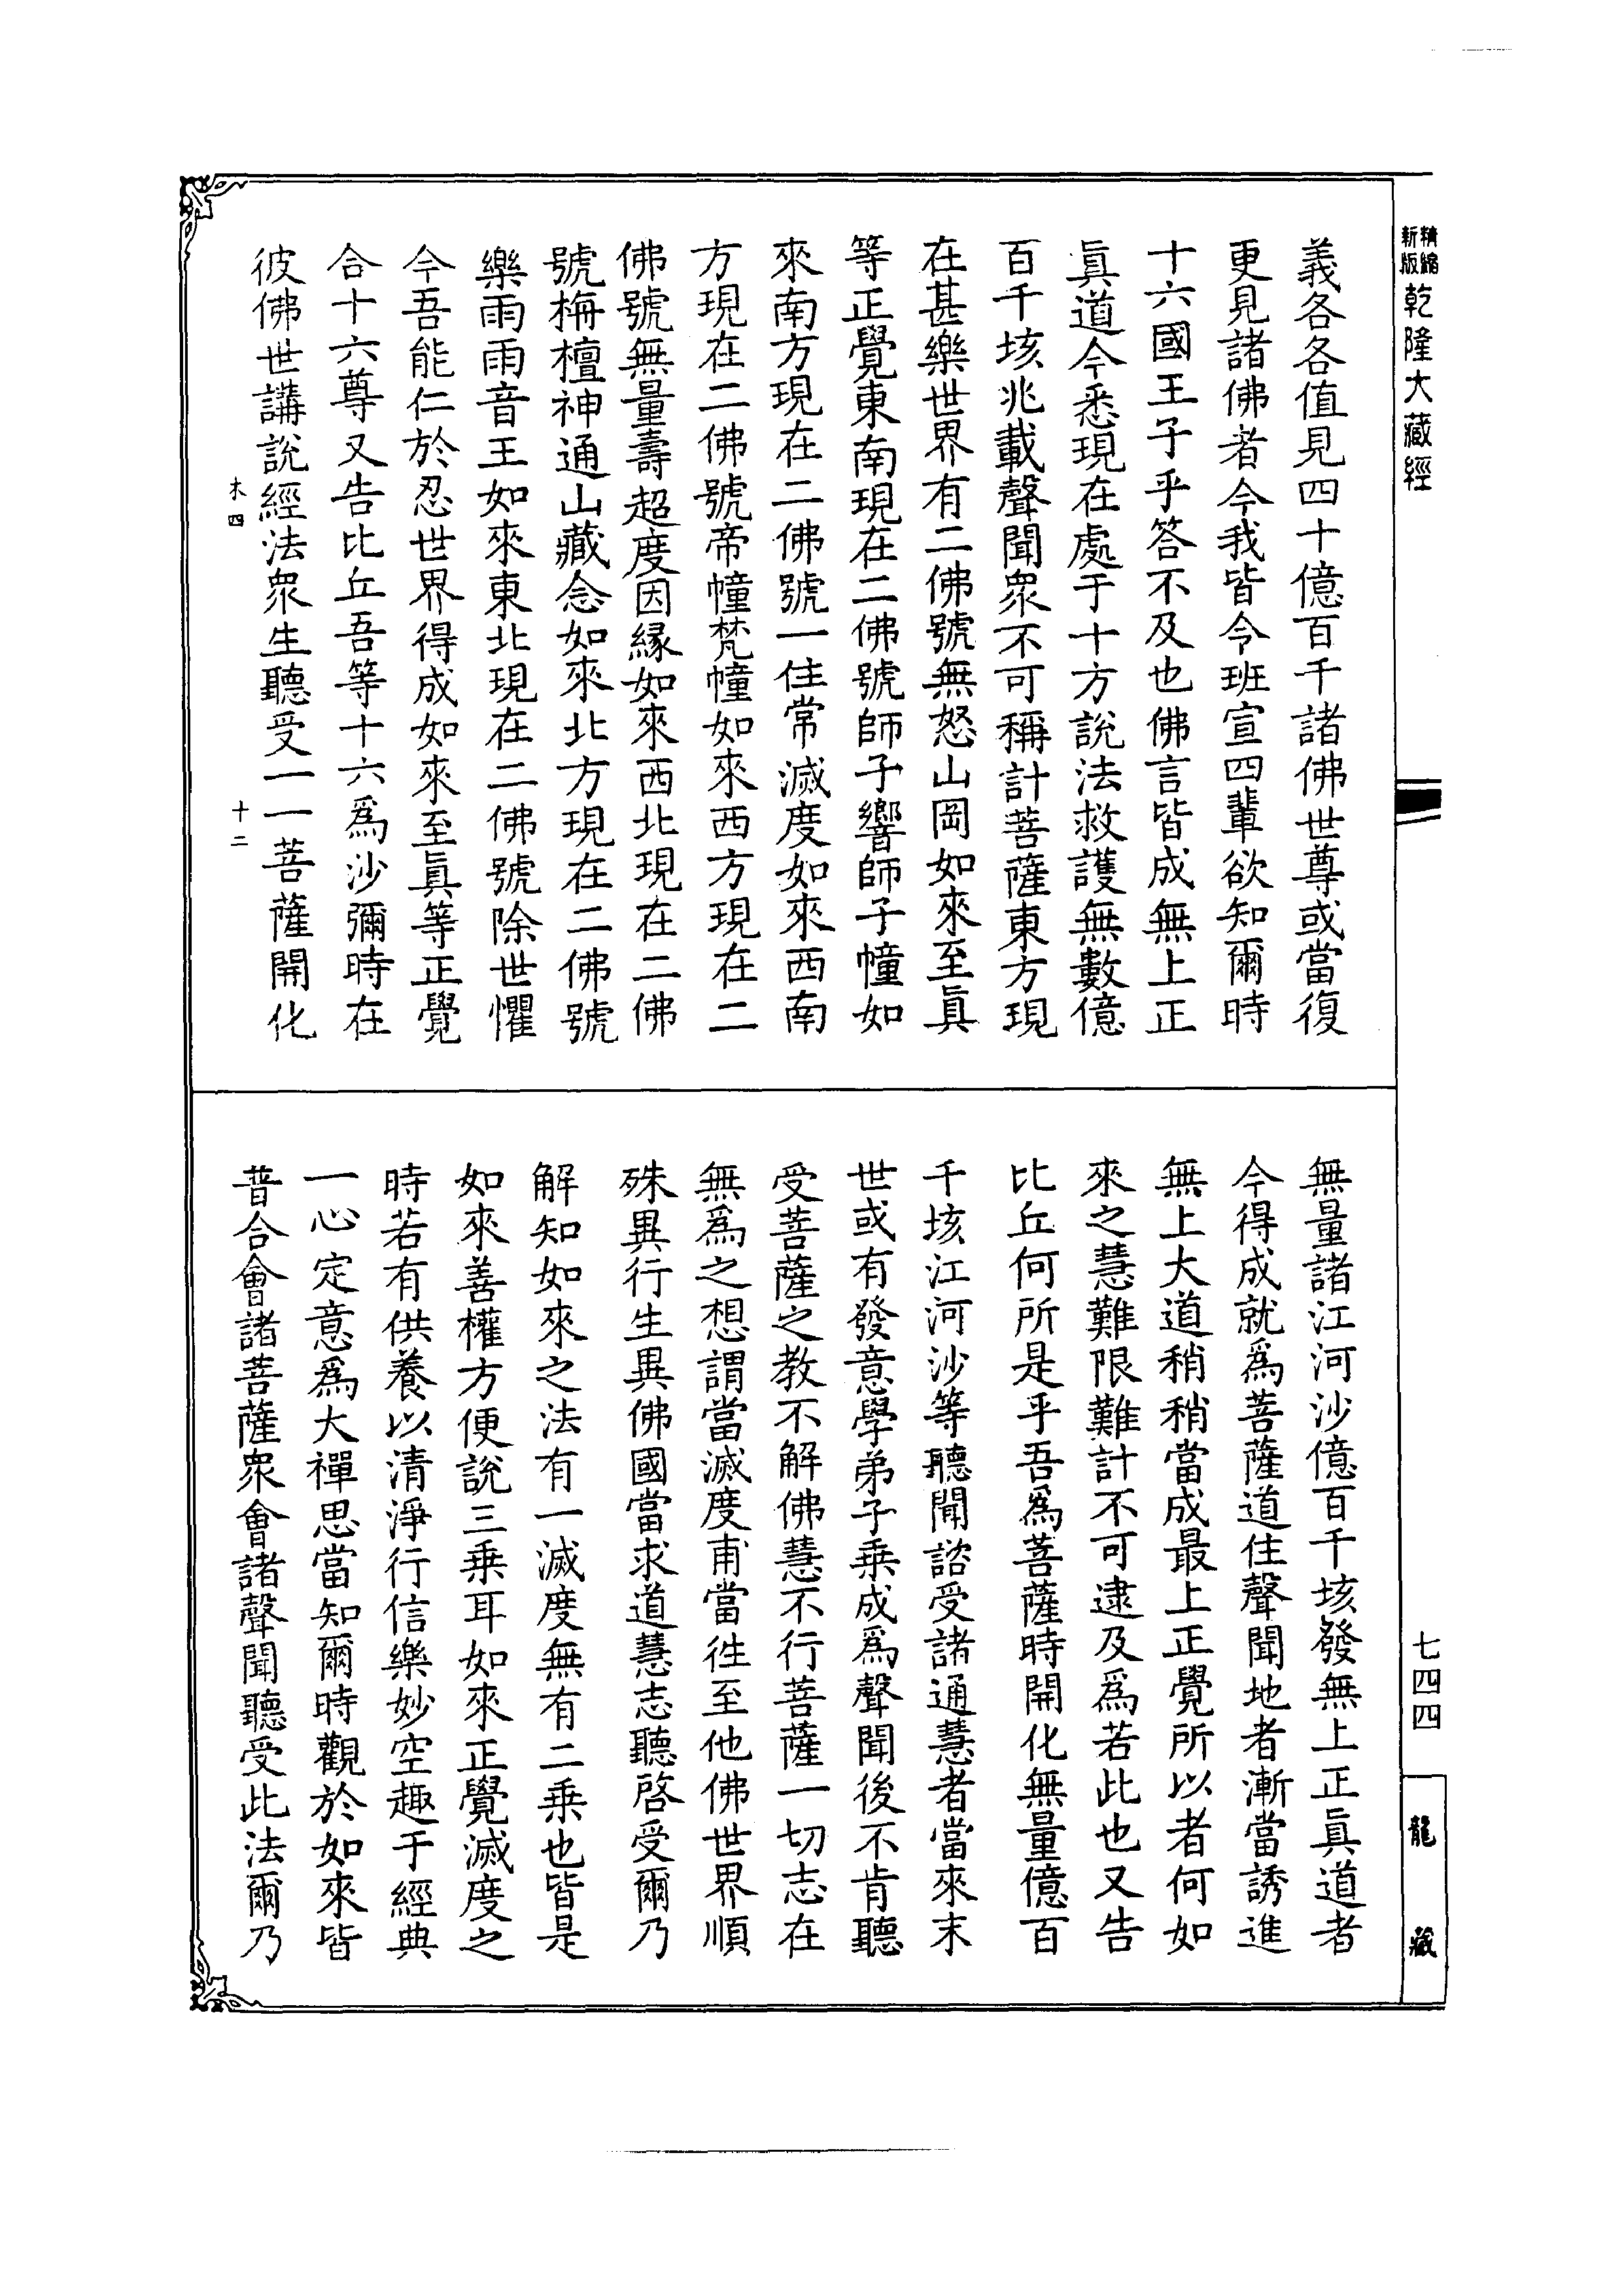 精縮新版乾隆大藏經
義各各值見四十億百千諸佛世尊或當復
更見諸佛者今我皆令班宣四輩欲知爾時
十六國王子乎答不及也佛言皆成無上正
真道今悉現在處于十方說法救護無數億
百千垓兆載聲聞眾不可稱計菩薩東方現
在甚樂世界有二佛號無怒山岡如來至真
等正覺東南現在二佛號師子響師子幢如
來南方現在二佛號一住常滅度如來西南
方現在二佛號帝幢梵幢如來西方現在二
佛號無量壽超度因緣如來西北現在二佛
號栴檀神通山藏念如來北方現在二佛號
樂雨雨音王如來東北現在二佛號除世懼
今吾能仁於忍世界得成如來至真等正覺
合十六尊又告比丘吾等十六為沙彌時在
彼佛世講說經法眾生聽受一一菩薩開化
木四
十二
無量諸江河沙億百千垓發無上正真道者
今得成就為菩薩道住聲聞地者漸當誘進
無上大道稍稍當成最上正覺所以者何如
來之慧難限難計不可逮及為若此也又告
比丘何所是乎吾為菩薩時開化無量億百
千垓江河沙等聽聞諮受諸通慧者當來末
世或有發意學弟子乘成為聲聞後不肯聽
受菩薩之教不解佛慧不行菩薩一切志在
無為之想謂當滅度甫當往至他佛世界順
殊異行生異佛國當求道慧志聽啓受爾乃
解知如來之法有一滅度無有二乘也皆是
如來善權方便說三乘耳如來正覺滅度之
時若有供養以清淨行信樂妙空趣于經典
一心定意為大禪思當知爾時觀於如來皆
普合會諸菩薩眾會諸聲聞聽受此法爾乃
七四四
龍藏